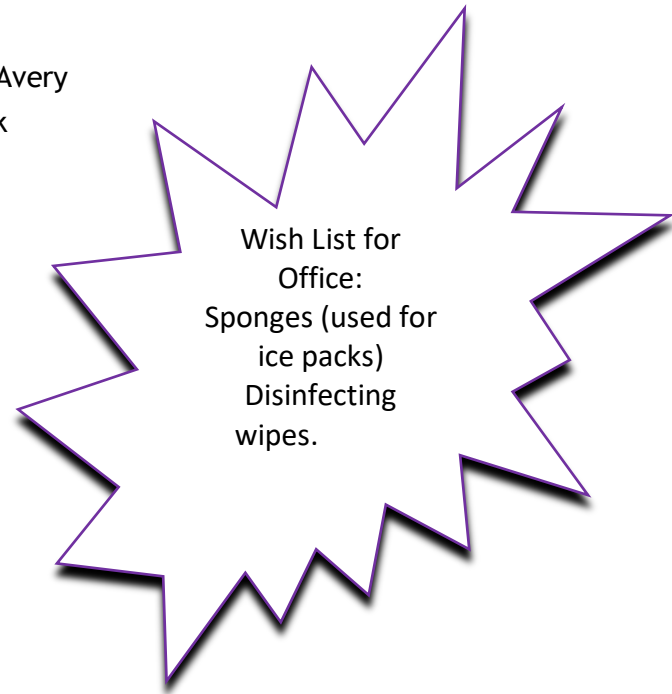 Avery
k
Wish List for
Office:
Sponges (used for
ice packs)
Disinfecting
wipes.